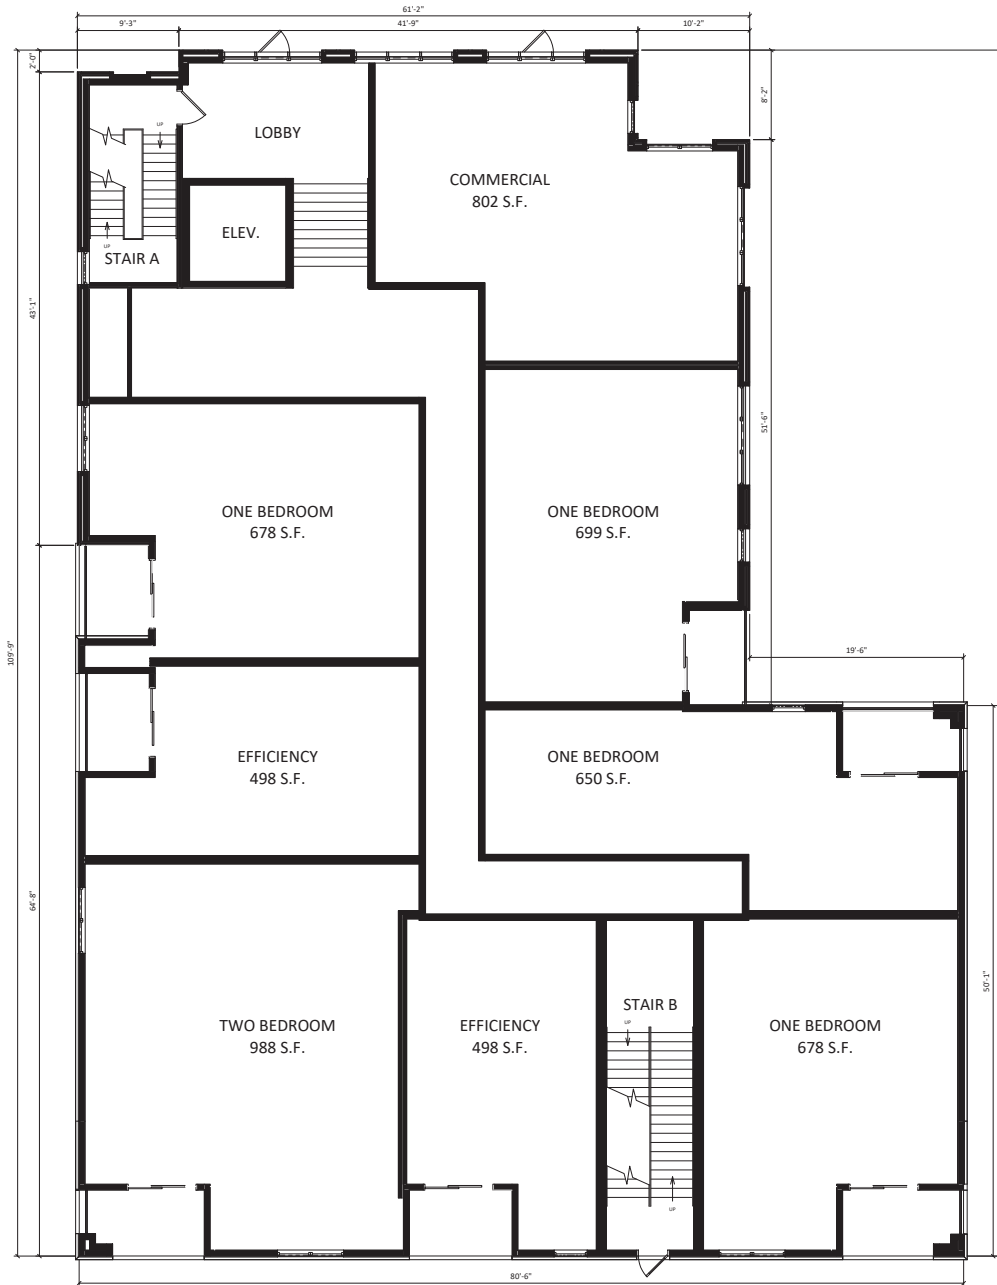 61'-2"
9'-3"
41'-9"
10'-2"
2'-0"
8'-2"
UP
LOBBY
COMMERCIAL
802 S.F.
ELEV.
UP
STAIR A
43'-1"
51'-6"
ONE BEDROOM
678 S.F.
ONE BEDROOM
699 S.F.
109'-9"
19'-6"
EFFICIENCY
498 S.F.
ONE BEDROOM
650 S.F.
64'-8"
50'-1"
STAIR B
UP
TWO BEDROOM
988 S.F.
EFFICIENCY
498 S.F.
ONE BEDROOM
678 S.F.
UP
80'-6"